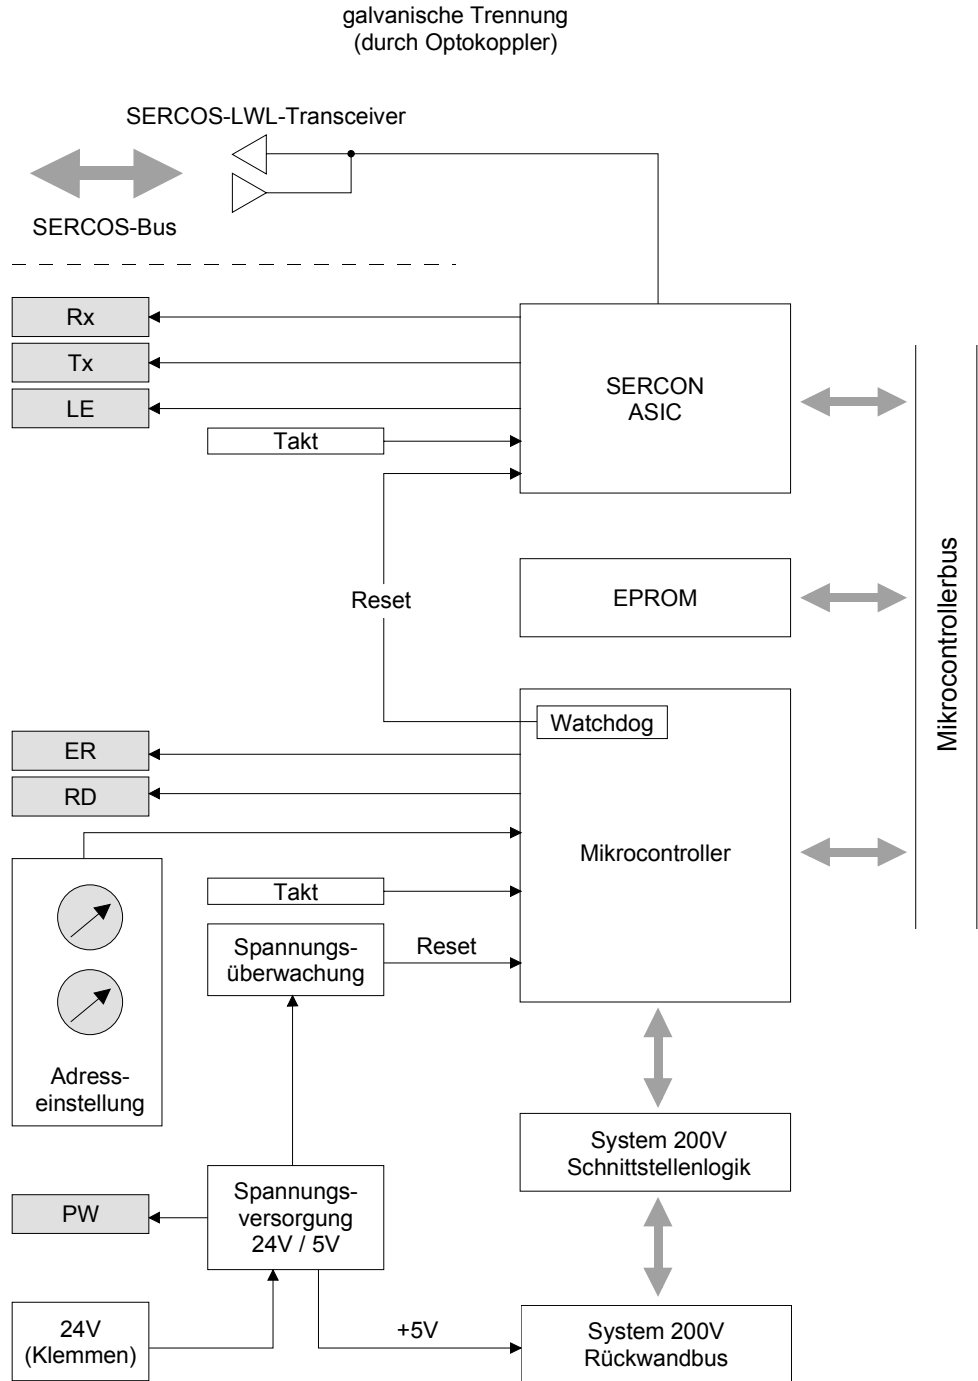 galvanische Trennung
(durch Optokoppler)
SERCOS-LWL-Transceiver
SERCOS-Bus
Rx
Tx
LE
Takt
SERCON
ASIC
Reset
EPROM
Mikrocontrollerbus
Watchdog
ER
RD
Mikrocontroller
Takt
Spannungs-
überwachung
Reset
Adress-
einstellung
System 200V
Schnittstellenlogik
PW
Spannungs-
versorgung
24V / 5V
24V
(Klemmen)
+5V
System 200V
Rückwandbus